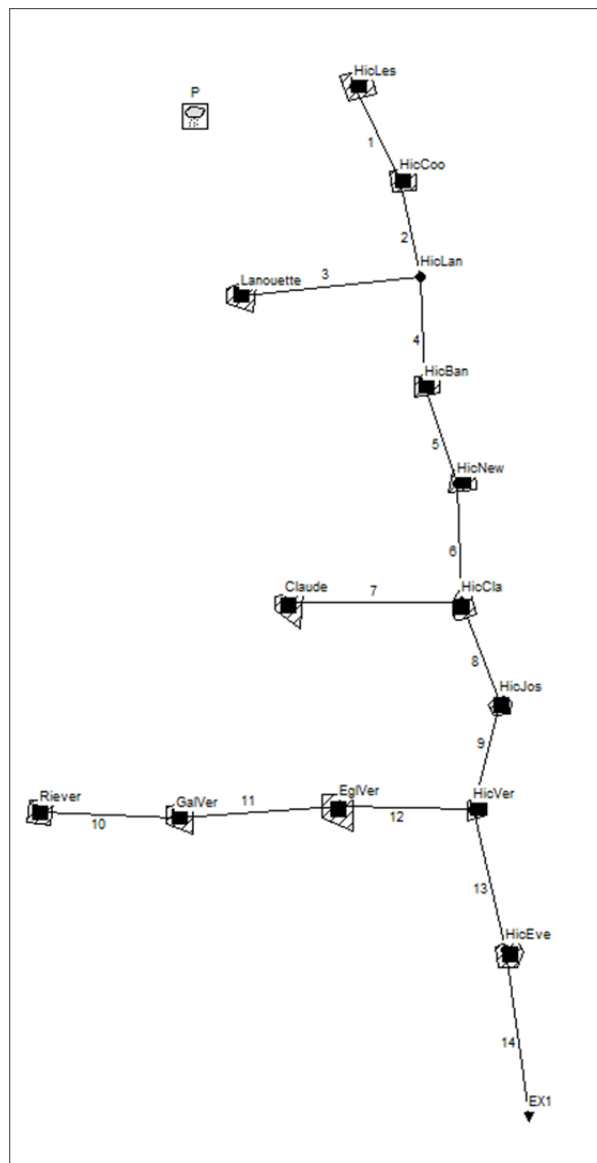 HicLes
P
1
HicCoo
2
HicLan
Lanouette
3
4
HicBan
5
HicNew
6
Claude
7
HicCla
8
HicJos
9
Riever
GalVer
11
EglVer
HicVer
10
12
13
HicEve
14
EX1